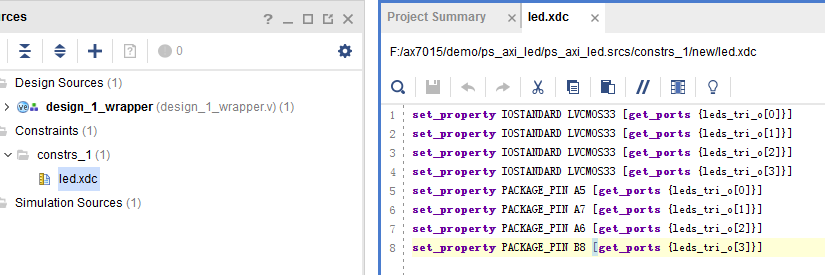 rces
0
Design Sources (1)
design_1_wrapper (design_1_wrapper.v) (1)
Constraints (1)
constrs_1 (1)
led.xdc
Simulation Sources (1)
Project Summary
led.xdc
F:/ax7015/demo/ps_axi_led/ps_axi_led.srcs/constrs_1/new/led.xdc
1 set_property IOSTANDARD LVCMOS33 [get_ports {leds_tri_o[0]}]
2 set_property IOSTANDARD LVCMOS33 [get_ports {leds_tri_o[1]}]
3 set_property IOSTANDARD LVCMOS33 [get_ports {leds_tri_o[2]}]
4 set_property IOSTANDARD LVCMOS33 [get_ports {leds_tri_o[3]}]
5 set_property PACKAGE_PIN A5 [get_ports {leds_tri_o[0]}]
6 set_property PACKAGE_PIN A7 [get_ports {leds_tri_o[1]}]
7 set_property PACKAGE_PIN A6 [get_ports {leds_tri_o[2]}]
8 set_property PACKAGE_PIN B8 [get_ports {leds_tri_o[3]}]